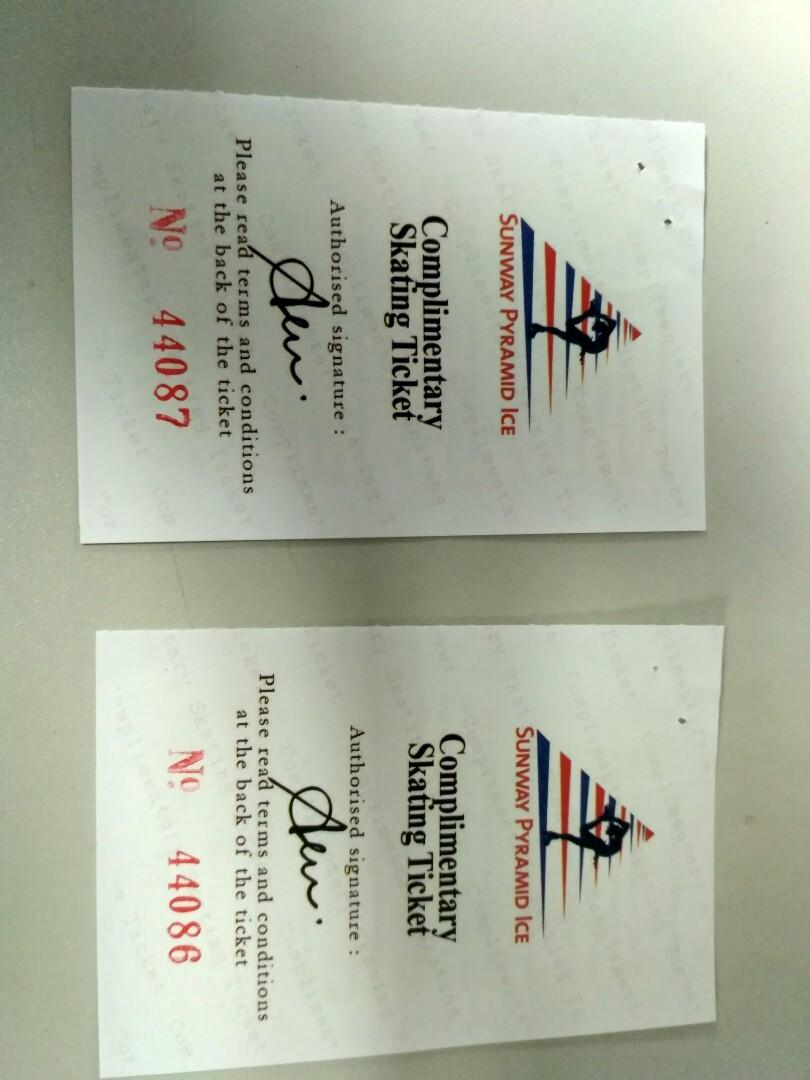 SUNWAY PYRAMID ICE
Complimentary
Skating Ticket
Authorised signature :
Please read terms and conditions
at the back of the ticket
No. 44087
SUNWAY PYRAMID ICE
Complimentary
Skating Ticket
Authorised signature :
Please read terms and conditions
at the back of the ticket
No. 44086